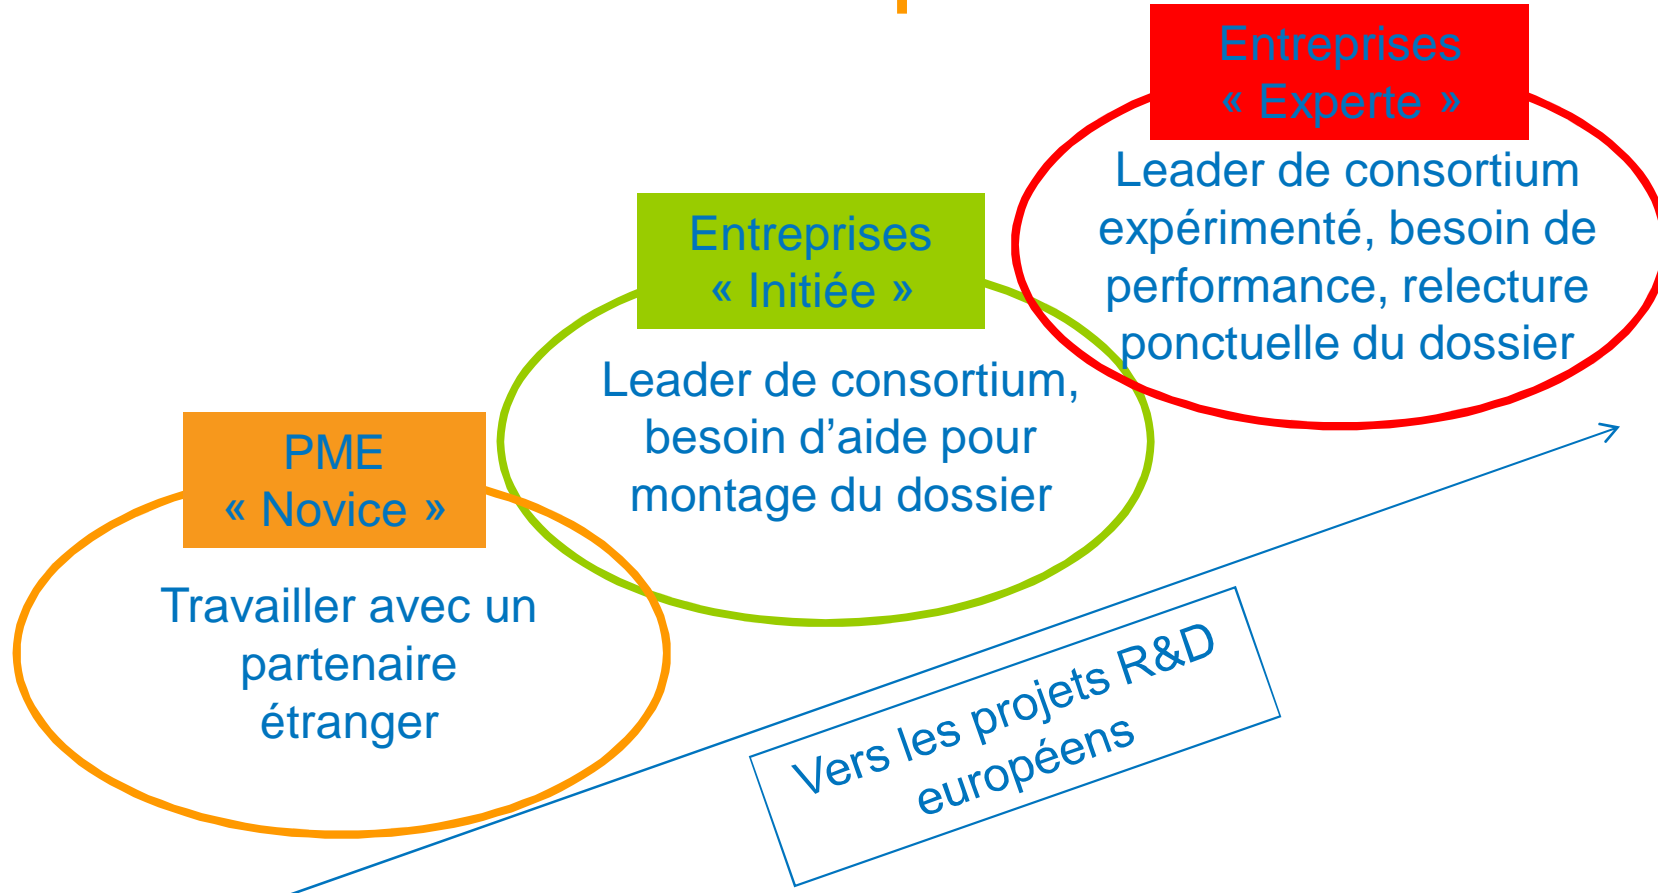 Entreprises
« Experte »
Leader de consortium
expérimenté, besoin de
performance, relecture
ponctuelle du dossier
Entreprises
« Initiée »
Leader de consortium,
besoin d’aide pour
montage du dossier
PME
« Novice »
Travailler avec un
partenaire
étranger
Vers les projets R&D
européens